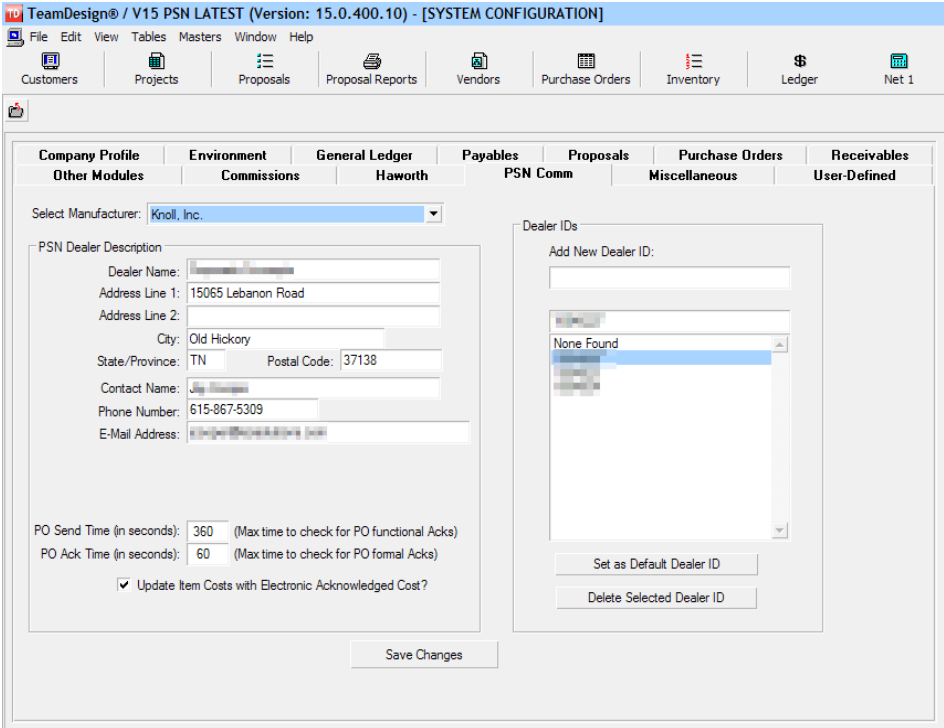 TD TeamDesign® / V15 PSN LATEST (Version: 15.0.400.10) - [SYSTEM CONFIGURATION]
File Edit View Tables Masters Window Help
Customers Projects Proposals Proposal Reports Vendors Purchase Orders Inventory Ledger Net 1
Company Profile Environment General Ledger Payables Proposals Purchase Orders Receivables
Other Modules Commissions Haworth PSN Comm Miscellaneous User-Defined
Select Manufacturer: Knoll, Inc.
PSN Dealer Description
Dealer Name:
Address Line 1: 15065 Lebanon Road
Address Line 2:
City: Old Hickory
State/Province: TN Postal Code: 37138
Contact Name:
Phone Number: 615-867-5309
E-Mail Address:
PO Send Time (in seconds): 360 (Max time to check for PO functional Acks)
PO Ack Time (in seconds): 60 (Max time to check for PO formal Acks)
Update Item Costs with Electronic Acknowledged Cost?
Dealer IDs
Add New Dealer ID:
None Found
Set as Default Dealer ID
Delete Selected Dealer ID
Save Changes